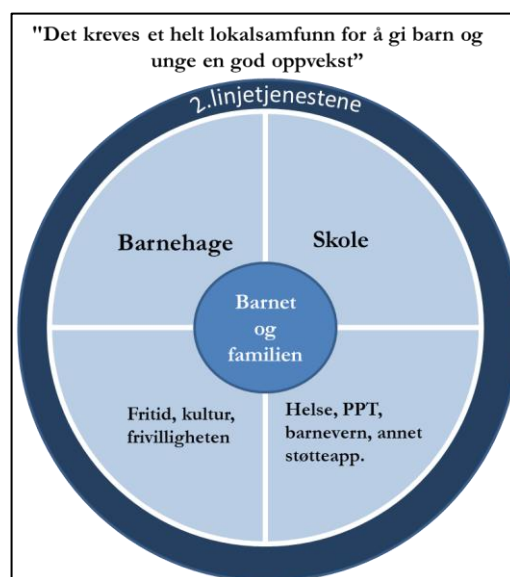 "Det kreves et helt lokalsamfunn for å gi barn og
unge en god oppvekst”
2.linjetjenestene
Barnehage
Skole
Barnet
og
familien
Fritid, kultur,
frivilligheten
Helse, PPT,
barnevern, annet
støtteapp.